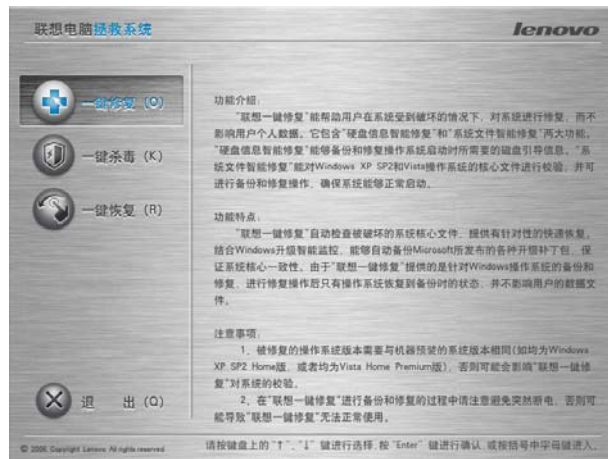 联想电脑拯救系统
lenovo
一键修复 (O)
一键杀毒 (K)
一键恢复 (R)
退 出 (Q)
功能介绍:
"联想一键修复"能帮助用户在系统受到破坏的情况下,对系统进行修复,而不
影响用户个人数据。它包含"硬盘信息智能修复"和"系统文件智能修复"两大功能。
"硬盘信息智能修复"能够备份和修复操作系统启动时所需要的磁盘引导信息。"系
统文件智能修复"能对Windows XP SP2和Vista操作系统的核心文件进行校验,并可
进行备份和修复操作,确保系统能够正常启动。
功能特点:
"联想一键修复"自动检查被破坏的系统核心文件,提供有针对性的快速恢复。
结合Windows升级智能监控,能够自动备份Microsoft所发布的各种升级补丁包,保
证系统核心一致性。由于"联想一键修复"提供的是针对Windows操作系统的备份和
修复,进行修复操作后只有操作系统恢复到备份时的状态,并不影响用户的数据文
件。
注意事项:
1、被修复的操作系统版本需要与机器预装的系统版本相同(如均为Windows
XP SP2 Home版,或者均为Vista Home Premium版),否则可能会影响"联想一键修
复"对系统的校验。
2、在"联想一键修复"进行备份和修复的过程中请注意避免突然断电,否则可
能导致"联想一键修复"无法正常使用。
© 2006, Copyright Lenovo. All rights reserved
请按键盘上的"↑"、"↓" 键进行选择,按 "Enter" 键进行确认,或按括号中字母键进入。